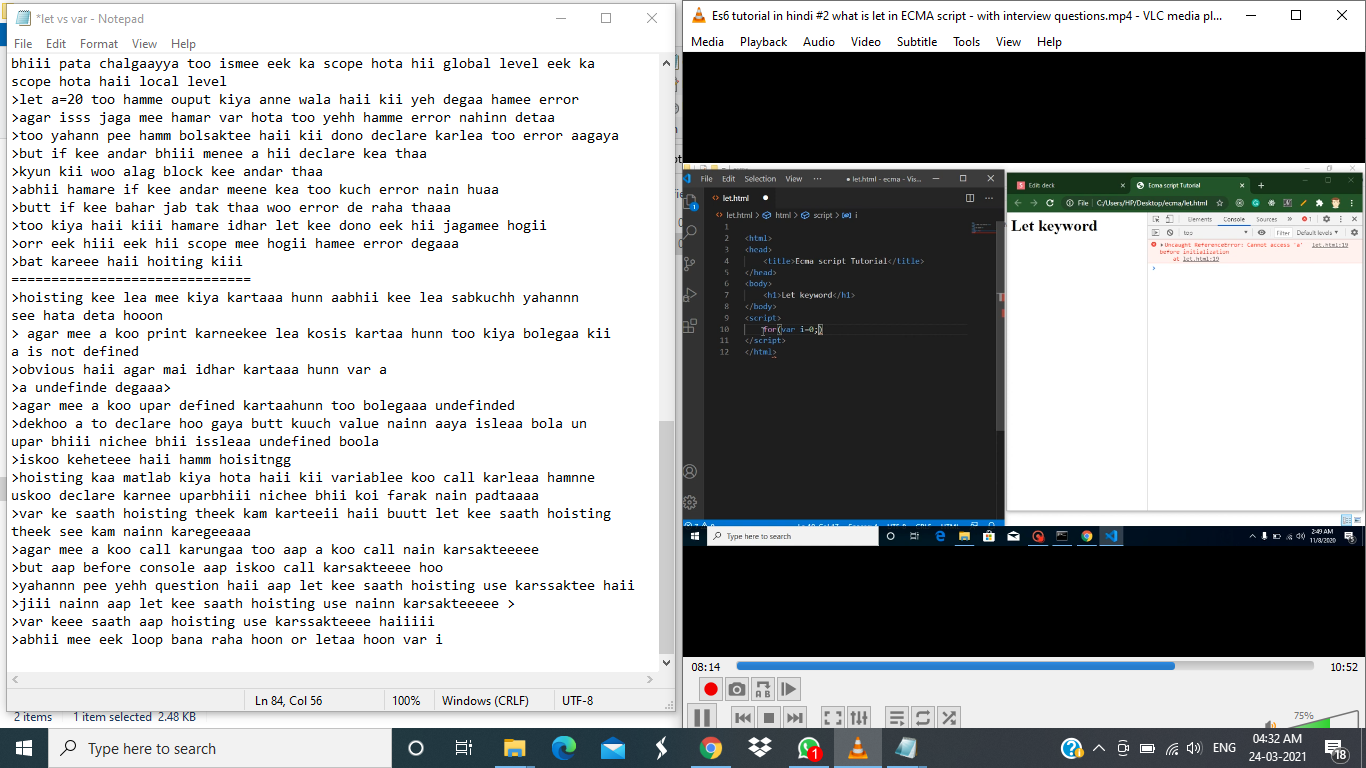 *let vs var - Notepad
File Edit Format View Help
bhiii pata chalgaayya too ismee eek ka scope hota hii global level eek ka
scope hota haii local level
>let a=20 too hamme ouput kiya anne wala haii kii yeh degaa hamee error
>agar isss jaga mee hamar var hota too yehh hamme error nahinn detaa
>too yahann pee hamm bolsaktee haii kii dono declare karlea too error aagaya
>but if kee andar bhiii menee a hii declare kea thaa
>kyun kii woo alag block kee andar thaa
>abhii hamare if kee andar meene kea too kuch error nain huaa
>butt if kee bahar jab tak thaa woo error de raha thaaa
>too kiya haii kiii hamare idhar let kee dono eek hii jagamee hogii
>orr eek hiii eek hii scope mee hogii hamee error degaaa
>bat kareee haii hoiting kiii
==============================
>hoisting kee lea mee kiya kartaaa hunn aabhii kee lea sabkuchh yahannn
see hata deta hooon
> agar mee a koo print karneekee lea kosis kartaa hunn too kiya bolegaa kii
a is not defined
>obvious haii agar mai idhar kartaaa hunn var a
>a undefinde degaaa>
>agar mee a koo upar defined kartaahunn too bolegaaa undefinded
>dekhoo a to declare hoo gaya butt kuuch value nainn aaya isleaa bola un
upar bhiii nichee bhii issleaa undefined boola
>iskoo keheteee haii hamm hoisitngg
>hoisting kaa matlab kiya hota haii kii variablee koo call karleaa hamnne
uskoo declare karnee uparbhiii nichee bhii koi farak nain padtaaaa
>var ke saath hoisting theek kam karteeii haii buutt let kee saath hoisting
theek see kam nainn karegeeaaa
>agar mee a koo call karungaa too aap a koo call nain karsakteeeee
>but aap before console aap iskoo call karsakteeee hoo
>yahannn pee yehh question haii aap let kee saath hoisting use karssaktee haii
>jiii nainn aap let kee saath hoisting use nainn karsakteeeee >
>var keee saath aap hoisting use karssakteeee haiiiii
>abhii mee eek loop bana raha hoon or letaa hoon var i
Ln 84, Col 56 100% Windows (CRLF) UTF-8
2 items 1 item selected 2.48 KB
Es6 tutorial in hindi #2 what is let in ECMA script - with interview questions.mp4 - VLC media pl...
Media Playback Audio Video Subtitle Tools View Help
File Edit Selection View ··· ● let.html - ecma - Vis...
let.html
let.html > html > script > i
1
2 <html>
3 <head>
4 <title>Ecma script Tutorial</title>
5 </head>
6 <body>
7 <h1>Let keyword</h1>
8 </body>
9 <script>
10 for(var i=0;)
11 </script>
12 </html>
Edit deck Ecma script Tutorial
File | C:/Users/HP/Desktop/ecma/let.html
Let keyword
Elements Console Sources » 1
top Filter Default levels
Uncaught ReferenceError: Cannot access 'a' let.html:19
before initialization
at let.html:19
Type here to search
2:49 AM
11/8/2020
08:14 10:52
75%
Type here to search
1
ENG
04:32 AM
24-03-2021
18